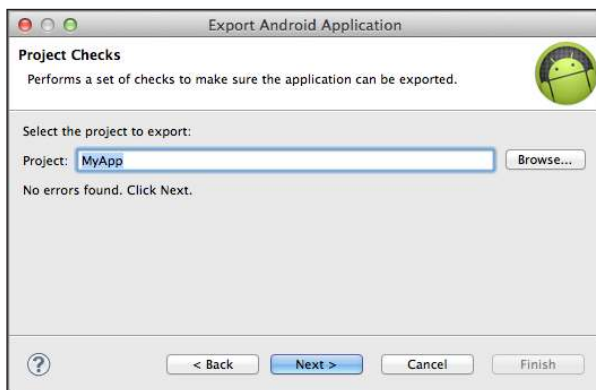 Export Android Application
Project Checks
Performs a set of checks to make sure the application can be exported.
Select the project to export:
Project: MyApp Browse...
No errors found. Click Next.
? < Back Next > Cancel Finish